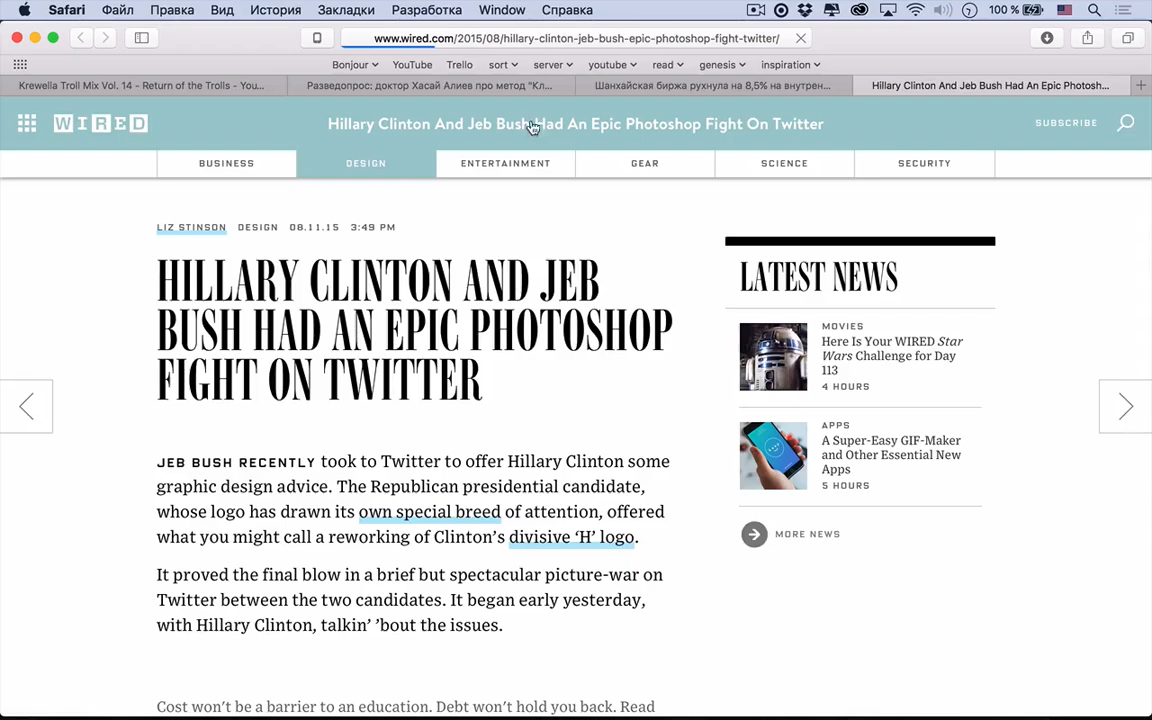 Safari Файл Правка Вид История Закладки Разработка Window Справка 100 %
www.wired.com/2015/08/hillary-clinton-jeb-bush-epic-photoshop-fight-twitter/
Bonjour YouTube Trello sort server youtube read genesis inspiration
Krewella Troll Mix Vol. 14 - Return of the Trolls - You... Разведопрос: доктор Хасай Алиев про метод "Кл... Шанхайская биржа рухнула на 8,5% на внутрен... Hillary Clinton And Jeb Bush Had An Epic Photosh...
WIRED Hillary Clinton And Jeb Bush Had An Epic Photoshop Fight On Twitter SUBSCRIBE
BUSINESS DESIGN ENTERTAINMENT GEAR SCIENCE SECURITY
LIZ STINSON DESIGN 08.11.15 3:49 PM
HILLARY CLINTON AND JEB
BUSH HAD AN EPIC PHOTOSHOP
FIGHT ON TWITTER
JEB BUSH RECENTLY took to Twitter to offer Hillary Clinton some
graphic design advice. The Republican presidential candidate,
whose logo has drawn its own special breed of attention, offered
what you might call a reworking of Clinton's divisive 'H' logo.
It proved the final blow in a brief but spectacular picture-war on
Twitter between the two candidates. It began early yesterday,
with Hillary Clinton, talkin' 'bout the issues.
Cost won't be a barrier to an education. Debt won't hold you back. Read
LATEST NEWS
MOVIES
Here Is Your WIRED Star
Wars Challenge for Day
113
4 HOURS
APPS
A Super-Easy GIF-Maker
and Other Essential New
Apps
5 HOURS
MORE NEWS